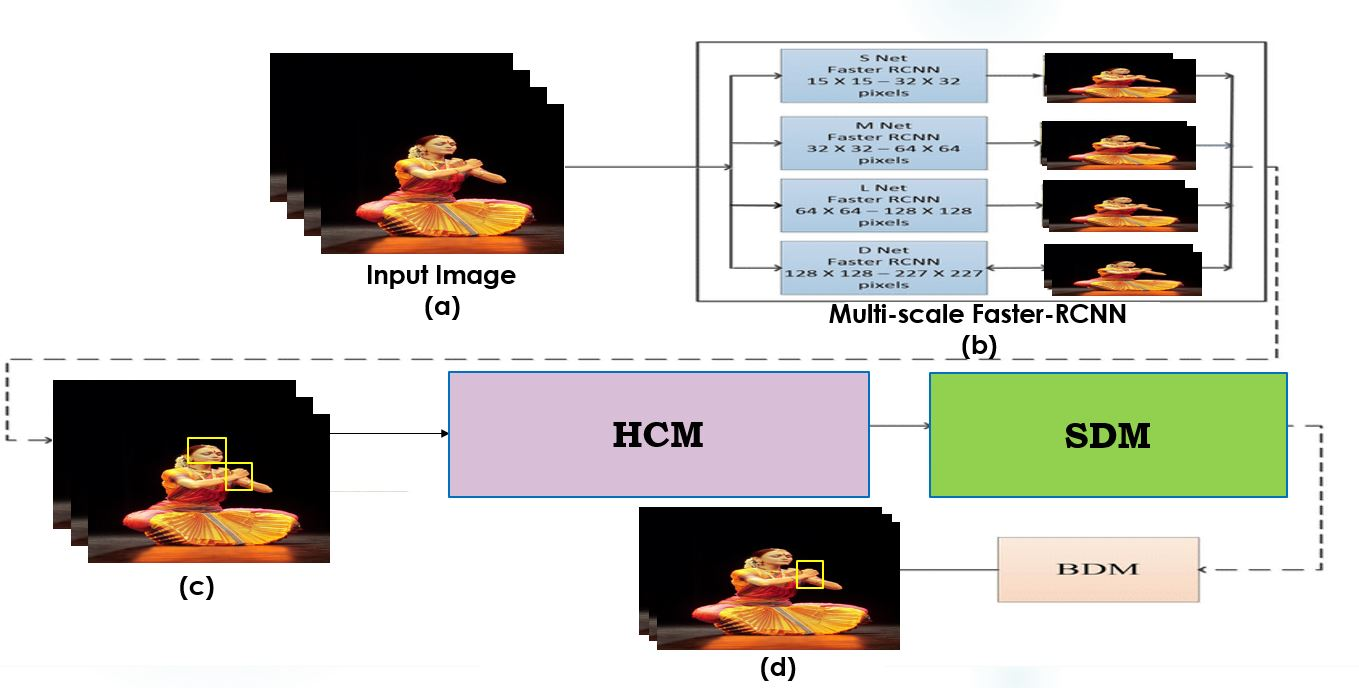 S Net
Faster RCNN
15 X 15 – 32 X 32
pixels
M Net
Faster RCNN
32 X 32 – 64 X 64
pixels
L Net
Faster RCNN
64 X 64 – 128 X 128
pixels
D Net
Faster RCNN
128 X 128 – 227 X 227
pixels
Input Image
(a)
Multi-scale Faster-RCNN
(b)
HCM
SDM
(c)
BDM
(d)